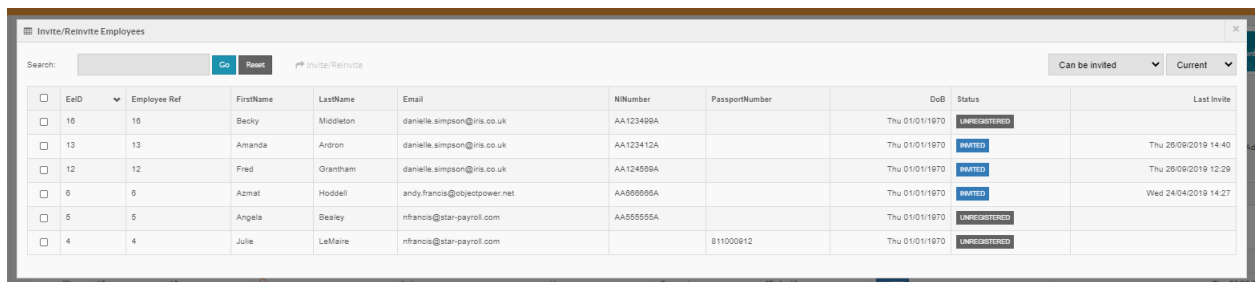 Invite/Reinvite Employees ×
Search: Go Reset Invite/Reinvite Can be invited Current
EeID Employee Ref FirstName LastName Email NINumber PassportNumber DoB Status Last Invite
16 16 Becky Middleton danielle.simpson@iris.co.uk AA123499A Thu 01/01/1970 UNREGISTERED
13 13 Amanda Ardron danielle.simpson@iris.co.uk AA123412A Thu 01/01/1970 INVITED Thu 26/09/2019 14:40
12 12 Fred Grantham danielle.simpson@iris.co.uk AA124569A Thu 01/01/1970 INVITED Thu 26/09/2019 12:29
6 6 Azmat Hoddell andy.francis@objectpower.net AA666666A Thu 01/01/1970 INVITED Wed 24/04/2019 14:27
5 5 Angela Bealey nfrancis@star-payroll.com AA555555A Thu 01/01/1970 UNREGISTERED
4 4 Julie LeMaire nfrancis@star-payroll.com 811000912 Thu 01/01/1970 UNREGISTERED